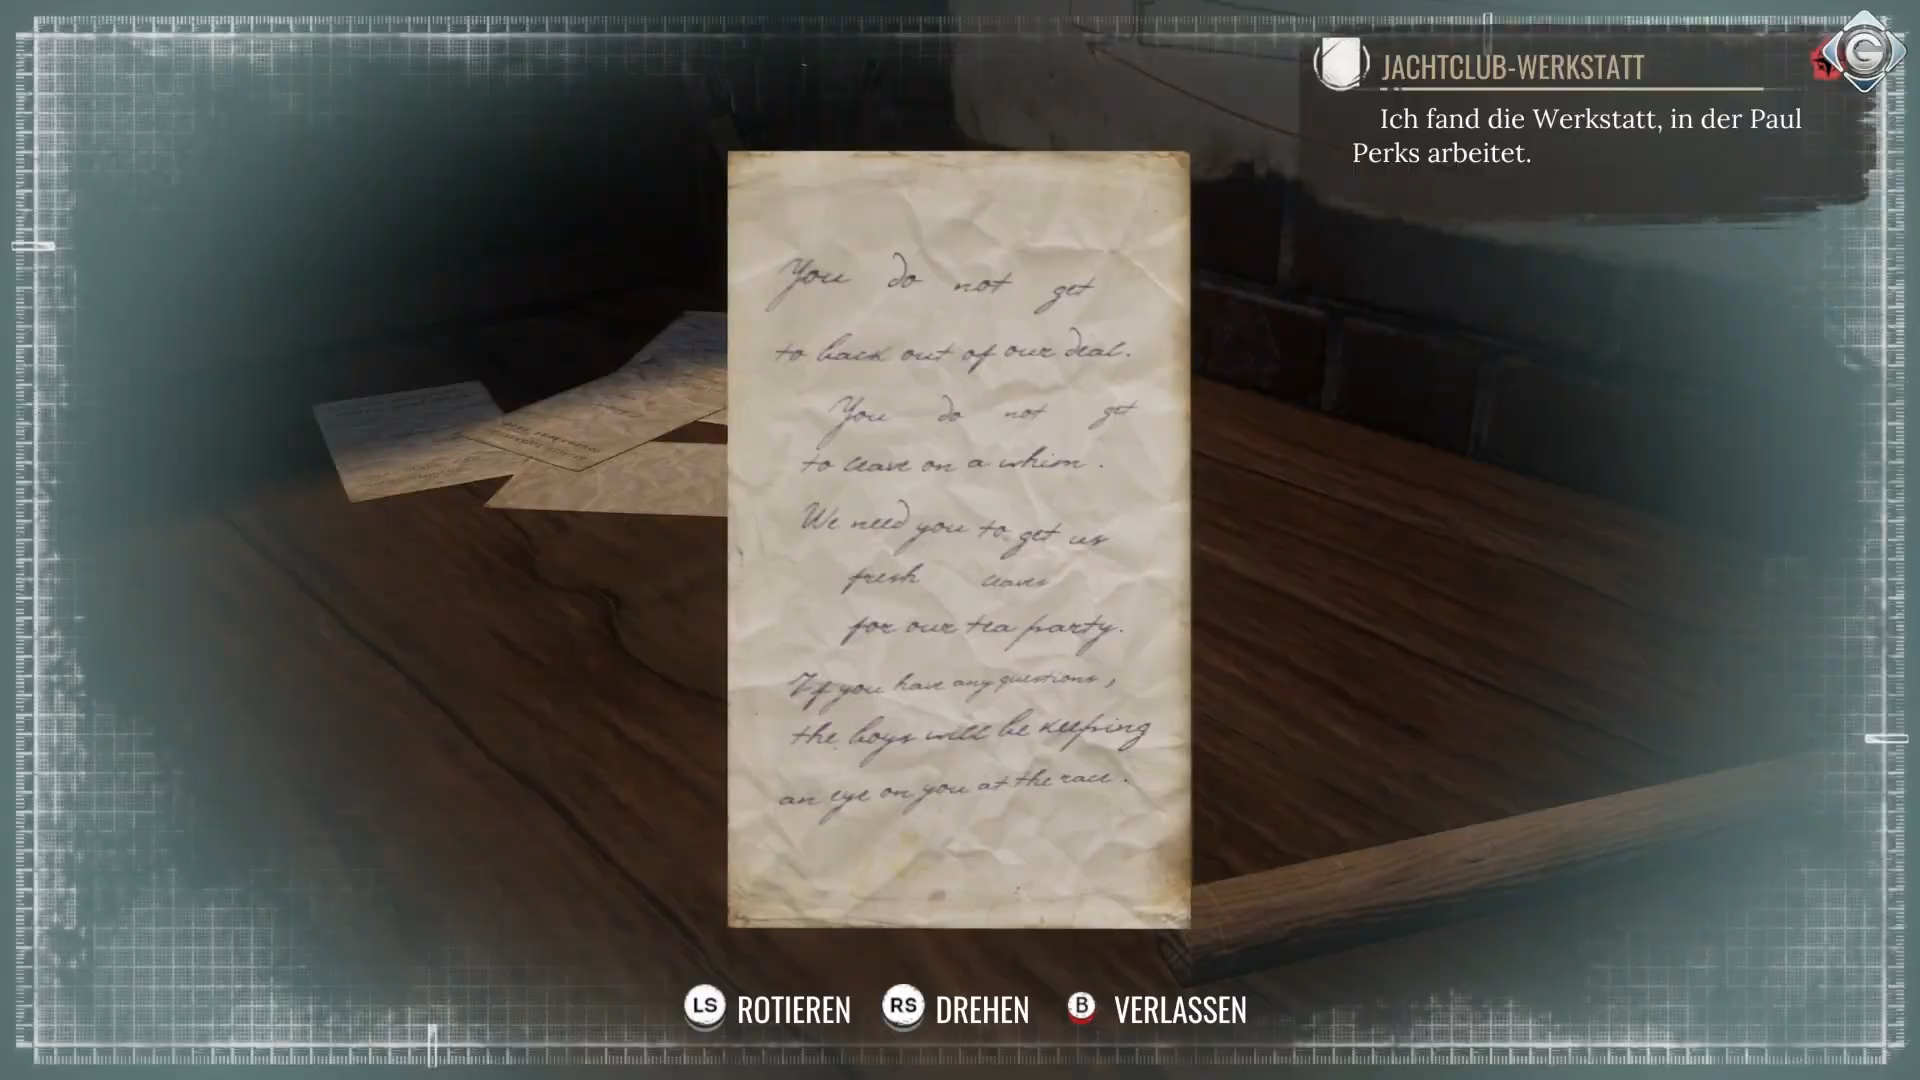 JACHTCLUB-WERKSTATT
Ich fand die Werkstatt, in der Paul
Perks arbeitet.
You do not get
to back out of our deal.
You do not get
to leave on a whim.
We need you to get us
fresh leaves
for our tea party.
If you have any questions,
the boys will be keeping
an eye on you at the race.
LS ROTIEREN RS DREHEN B VERLASSEN